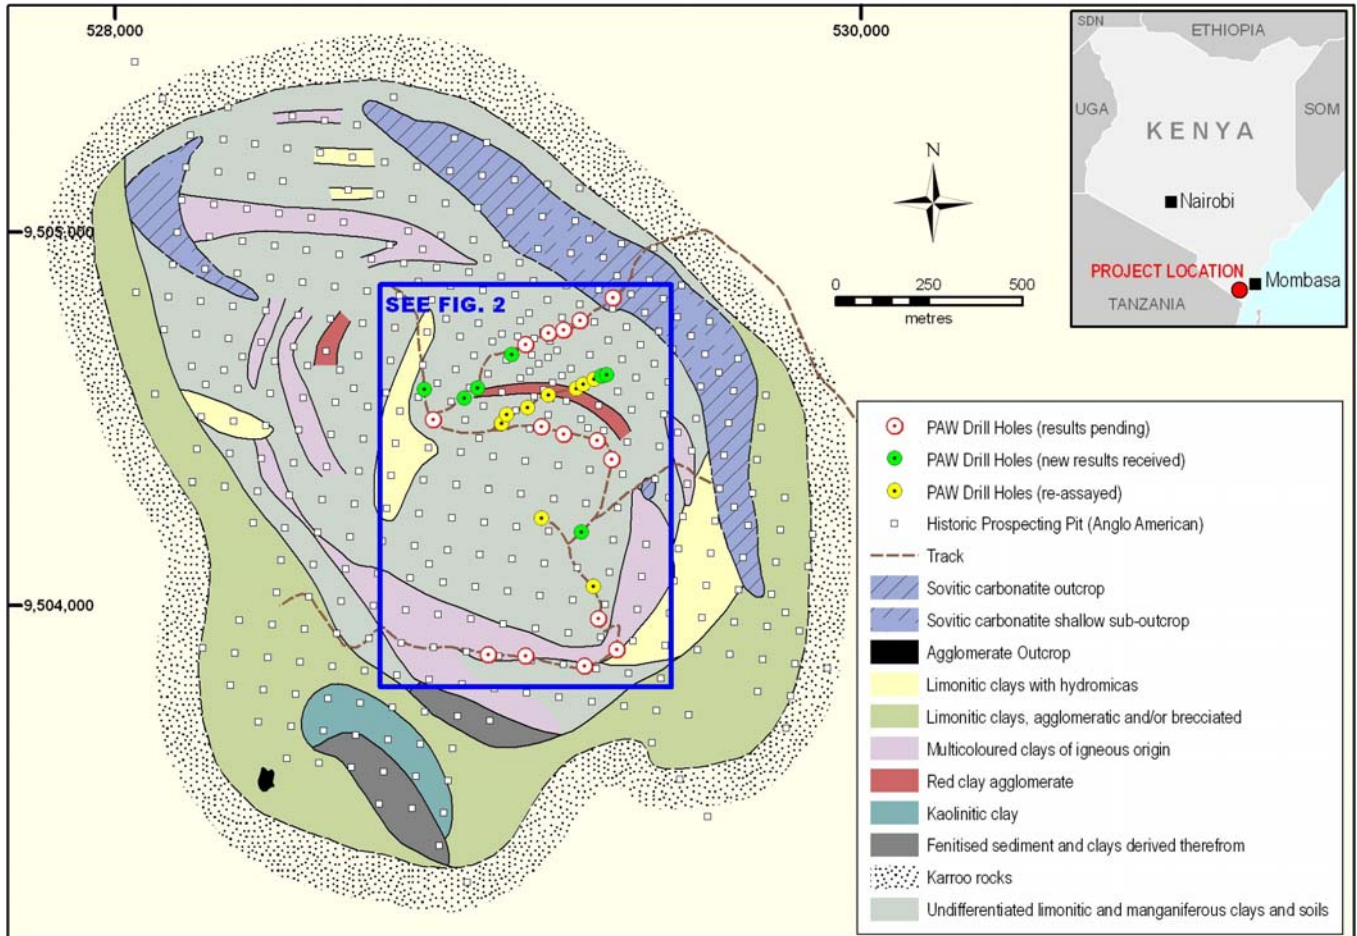 528,000
530,000
SDN
ETHIOPIA
UGA
SOM
KENYA
Nairobi
PROJECT LOCATION
Mombasa
TANZANIA
N
9,505,000
0 250 500
metres
SEE FIG. 2
9,504,000
PAW Drill Holes (results pending)
PAW Drill Holes (new results received)
PAW Drill Holes (re-assayed)
Historic Prospecting Pit (Anglo American)
Track
Sovitic carbonatite outcrop
Sovitic carbonatite shallow sub-outcrop
Agglomerate Outcrop
Limonitic clays with hydromicas
Limonitic clays, agglomeratic and/or brecciated
Multicoloured clays of igneous origin
Red clay agglomerate
Kaolinitic clay
Fenitised sediment and clays derived therefrom
Karroo rocks
Undifferentiated limonitic and manganiferous clays and soils